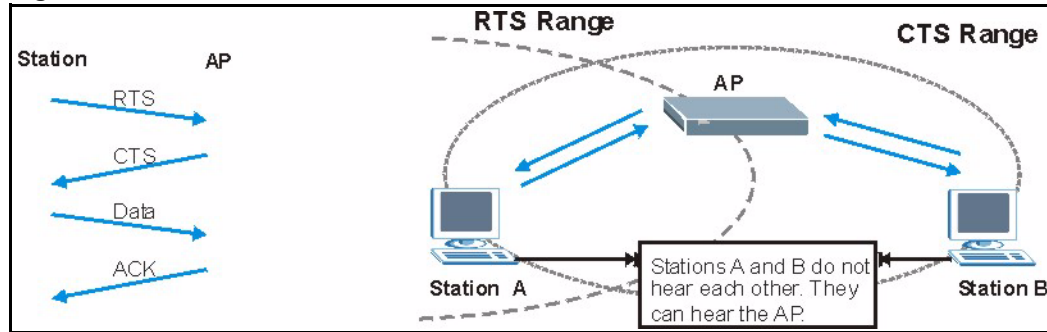 Station
AP
RTS
CTS
Data
ACK
RTS Range
CTS Range
AP
Station A
Station B
Stations A and B do not
hear each other. They
can hear the AP.